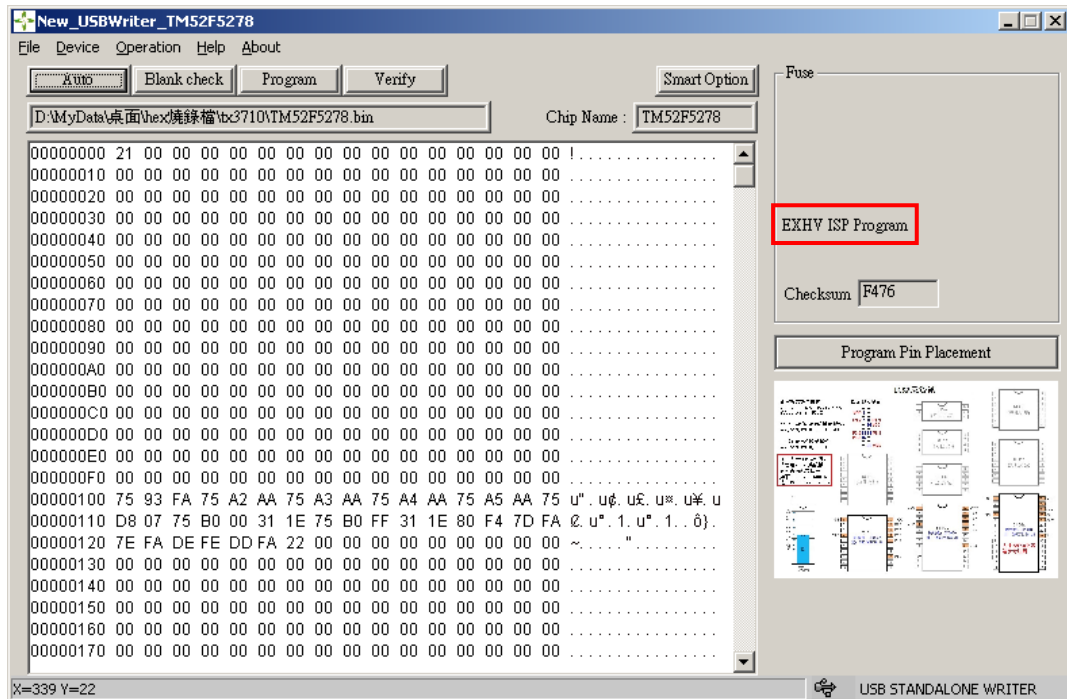 New_USBWriter_TM52F5278
File Device Operation Help About
Auto Blank check Program Verify Smart Option
D:\MyData\桌面\hex燒錄檔\tx3710\TM52F5278.bin Chip Name : TM52F5278
00000000 21 00 00 00 00 00 00 00 00 00 00 00 00 00 00 00 !...............
00000010 00 00 00 00 00 00 00 00 00 00 00 00 00 00 00 00 ................
00000020 00 00 00 00 00 00 00 00 00 00 00 00 00 00 00 00 ................
00000030 00 00 00 00 00 00 00 00 00 00 00 00 00 00 00 00 ................
00000040 00 00 00 00 00 00 00 00 00 00 00 00 00 00 00 00 ................
00000050 00 00 00 00 00 00 00 00 00 00 00 00 00 00 00 00 ................
00000060 00 00 00 00 00 00 00 00 00 00 00 00 00 00 00 00 ................
00000070 00 00 00 00 00 00 00 00 00 00 00 00 00 00 00 00 ................
00000080 00 00 00 00 00 00 00 00 00 00 00 00 00 00 00 00 ................
00000090 00 00 00 00 00 00 00 00 00 00 00 00 00 00 00 00 ................
000000A0 00 00 00 00 00 00 00 00 00 00 00 00 00 00 00 00 ................
000000B0 00 00 00 00 00 00 00 00 00 00 00 00 00 00 00 00 ................
000000C0 00 00 00 00 00 00 00 00 00 00 00 00 00 00 00 00 ................
000000D0 00 00 00 00 00 00 00 00 00 00 00 00 00 00 00 00 ................
000000E0 00 00 00 00 00 00 00 00 00 00 00 00 00 00 00 00 ................
000000F0 00 00 00 00 00 00 00 00 00 00 00 00 00 00 00 00 ................
00000100 75 93 FA 75 A2 AA 75 A3 AA 75 A4 AA 75 A5 AA 75 u".u¢.u£.u¤.u¥.u
00000110 D8 07 75 B0 00 31 1E 75 B0 FF 31 1E 80 F4 7D FA Ø.u°.1.u°.1..ô}.
00000120 7E FA DE FE DD FA 22 00 00 00 00 00 00 00 00 00 ~.....".........
00000130 00 00 00 00 00 00 00 00 00 00 00 00 00 00 00 00 ................
00000140 00 00 00 00 00 00 00 00 00 00 00 00 00 00 00 00 ................
00000150 00 00 00 00 00 00 00 00 00 00 00 00 00 00 00 00 ................
00000160 00 00 00 00 00 00 00 00 00 00 00 00 00 00 00 00 ................
00000170 00 00 00 00 00 00 00 00 00 00 00 00 00 00 00 00 ................
Fuse
EXHV ISP Program
Checksum F476
Program Pin Placement
X=339 Y=22 USB STANDALONE WRITER